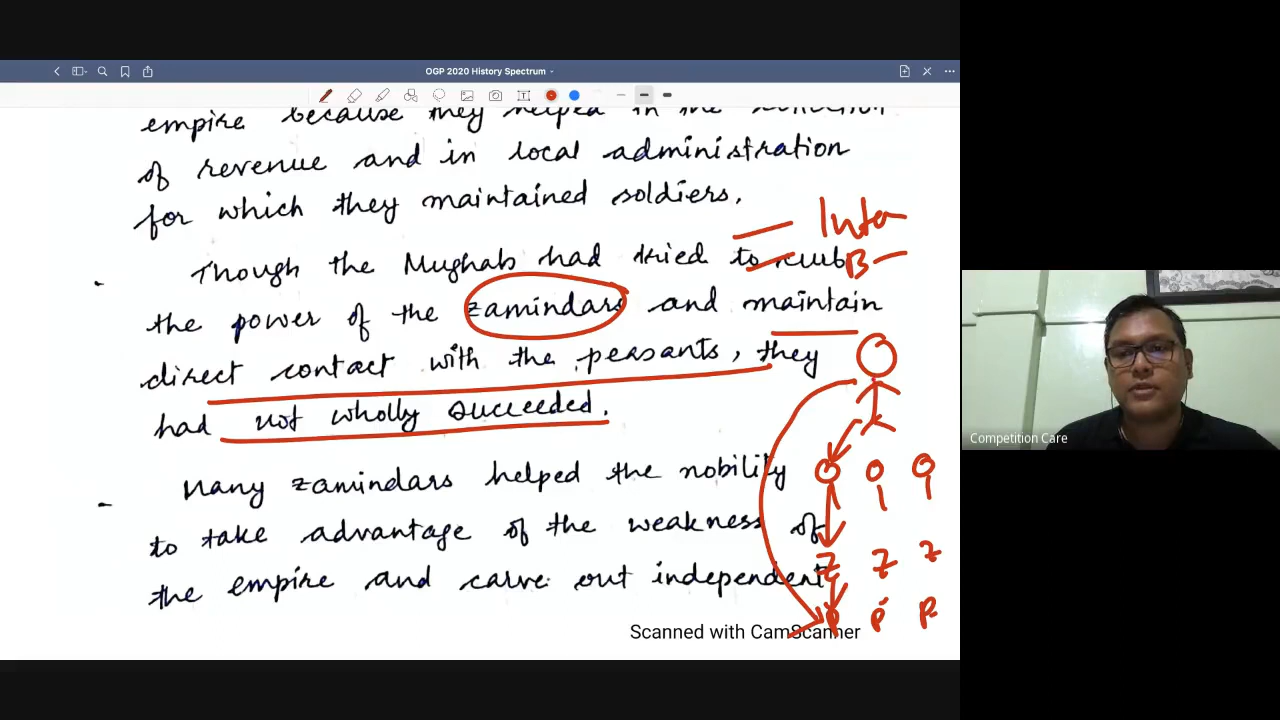 OGP 2020 History Spectrum
empire because they helped in the collection
of revenue and in local administration
for which they maintained soldiers.
- Though the Mughals had tried to curb
the power of the zamindars and maintain
direct contact with the peasants, they
had not wholly succeeded.
- Many zamindars helped the nobility
to take advantage of the weakness of
the empire and carve out independent
Scanned with CamScanner
B
Z Z Z
P P P
Competition Care